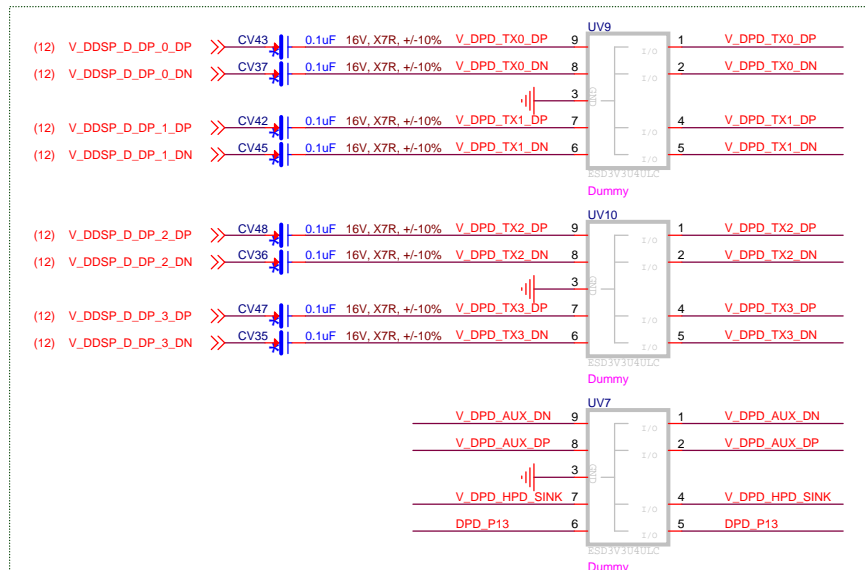 UV9
(12) V_DDSP_D_DP_0_DP CV43 0.1uF 16V, X7R, +/-10% V_DPD_TX0_DP 9 I/O 1 V_DPD_TX0_DP
(12) V_DDSP_D_DP_0_DN CV37 0.1uF 16V, X7R, +/-10% V_DPD_TX0_DN 8 I/O 2 V_DPD_TX0_DN
3 GND
(12) V_DDSP_D_DP_1_DP CV42 0.1uF 16V, X7R, +/-10% V_DPD_TX1_DP 7 I/O 4 V_DPD_TX1_DP
(12) V_DDSP_D_DP_1_DN CV45 0.1uF 16V, X7R, +/-10% V_DPD_TX1_DN 6 I/O 5 V_DPD_TX1_DN
ESD3V3U4ULC
Dummy
UV10
(12) V_DDSP_D_DP_2_DP CV48 0.1uF 16V, X7R, +/-10% V_DPD_TX2_DP 9 I/O 1 V_DPD_TX2_DP
(12) V_DDSP_D_DP_2_DN CV36 0.1uF 16V, X7R, +/-10% V_DPD_TX2_DN 8 I/O 2 V_DPD_TX2_DN
3 GND
(12) V_DDSP_D_DP_3_DP CV47 0.1uF 16V, X7R, +/-10% V_DPD_TX3_DP 7 I/O 4 V_DPD_TX3_DP
(12) V_DDSP_D_DP_3_DN CV35 0.1uF 16V, X7R, +/-10% V_DPD_TX3_DN 6 I/O 5 V_DPD_TX3_DN
ESD3V3U4ULC
Dummy
UV7
V_DPD_AUX_DN 9 I/O 1 V_DPD_AUX_DN
V_DPD_AUX_DP 8 I/O 2 V_DPD_AUX_DP
3 GND
V_DPD_HPD_SINK 7 I/O 4 V_DPD_HPD_SINK
DPD_P13 6 I/O 5 DPD_P13
ESD3V3U4ULC
Dummy